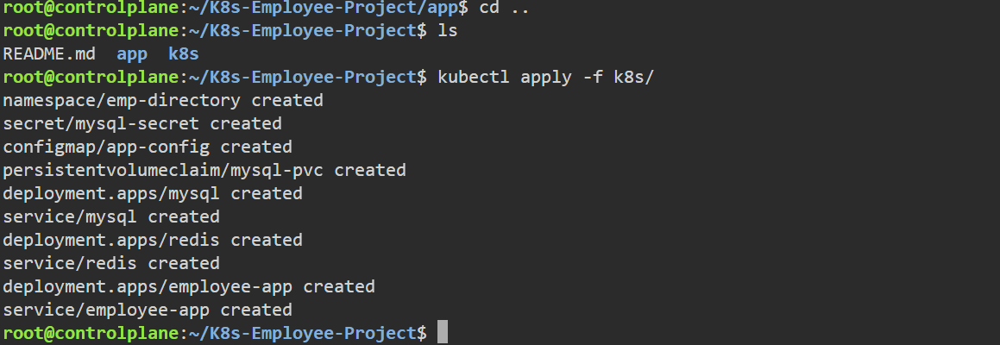 root@controlplane:~/K8s-Employee-Project/app$ cd ..
root@controlplane:~/K8s-Employee-Project$ ls
README.md  app  k8s
root@controlplane:~/K8s-Employee-Project$ kubectl apply -f k8s/
namespace/emp-directory created
secret/mysql-secret created
configmap/app-config created
persistentvolumeclaim/mysql-pvc created
deployment.apps/mysql created
service/mysql created
deployment.apps/redis created
service/redis created
deployment.apps/employee-app created
service/employee-app created
root@controlplane:~/K8s-Employee-Project$